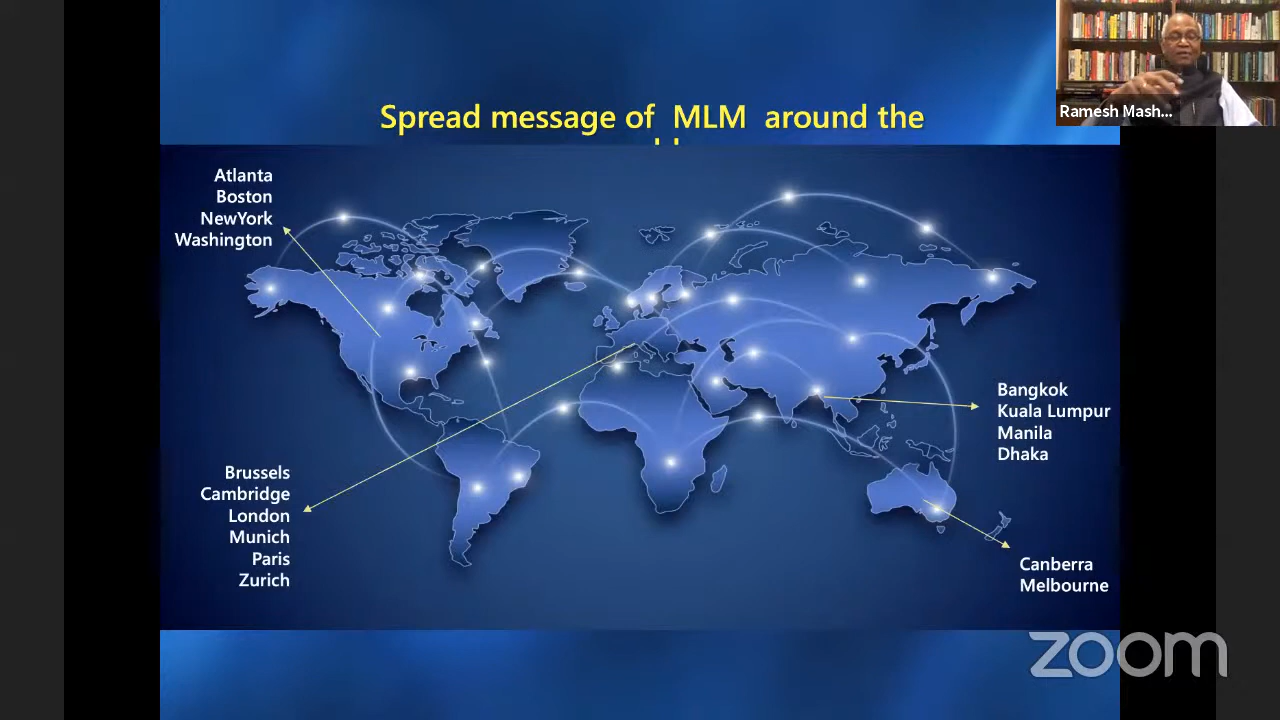 Spread message of MLM around the
Ramesh Mash...
Atlanta
Boston
NewYork
Washington
Bangkok
Kuala Lumpur
Manila
Dhaka
Brussels
Cambridge
London
Munich
Paris
Zurich
Canberra
Melbourne
zoom